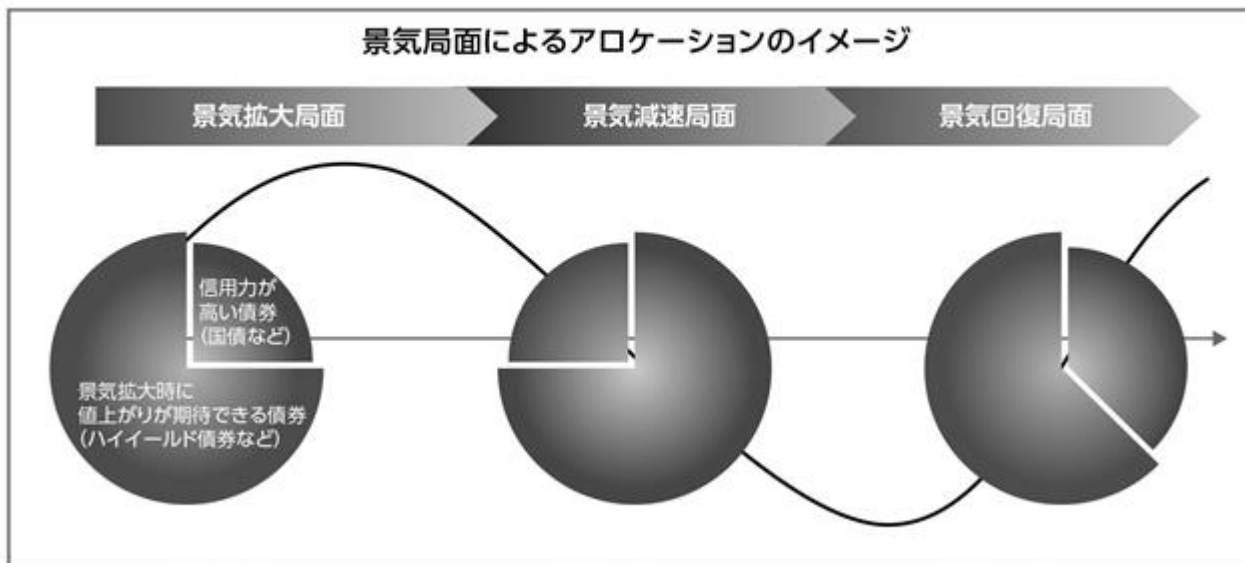 景気局面によるアロケーションのイメージ
景気拡大局面
景気減速局面
景気回復局面
信用力が
高い債券
(国債など)
景気拡大時に
値上がりが期待できる債券
(ハイイールド債券など)